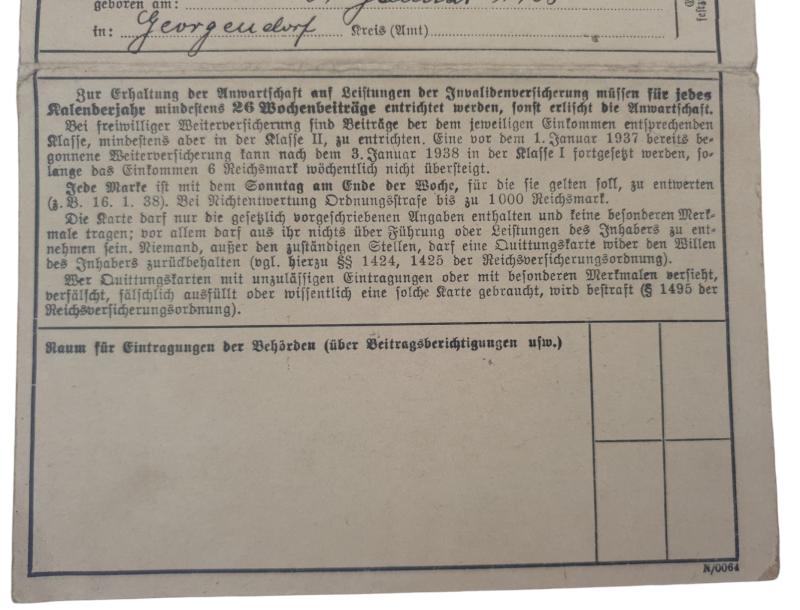 geboren am:
in: Georgendorf Kreis (Amt)
Zur Erhaltung der Anwartschaft auf Leistungen der Invalidenversicherung müssen für jedes
Kalenderjahr mindestens 26 Wochenbeiträge entrichtet werden, sonst erlischt die Anwartschaft.
Bei freiwilliger Weiterversicherung sind Beiträge der dem jeweiligen Einkommen entsprechenden
Klasse, mindestens aber in der Klasse II, zu entrichten. Eine vor dem 1. Januar 1937 bereits be-
gonnene Weiterversicherung kann nach dem 3. Januar 1938 in der Klasse I fortgesetzt werden, so-
lange das Einkommen 6 Reichsmark wöchentlich nicht übersteigt.
Jede Marke ist mit dem Sonntag am Ende der Woche, für die sie gelten soll, zu entwerten
(z. B. 16. 1. 38). Bei Nichtentwertung Ordnungsstrafe bis zu 1000 Reichsmark.
Die Karte darf nur die gesetzlich vorgeschriebenen Angaben enthalten und keine besonderen Merk-
male tragen; vor allem darf aus ihr nichts über Führung oder Leistungen des Inhabers zu ent-
nehmen sein. Niemand, außer den zuständigen Stellen, darf eine Quittungskarte wider den Willen
des Inhabers zurückbehalten (vgl. hierzu §§ 1424, 1425 der Reichsversicherungsordnung).
Wer Quittungskarten mit unzulässigen Eintragungen oder mit besonderen Merkmalen versieht,
verfälscht, fälschlich ausfüllt oder wissentlich eine solche Karte gebraucht, wird bestraft (§ 1495 der
Reichsversicherungsordnung).
Raum für Eintragungen der Behörden (über Beitragsberichtigungen usw.)
N/0064